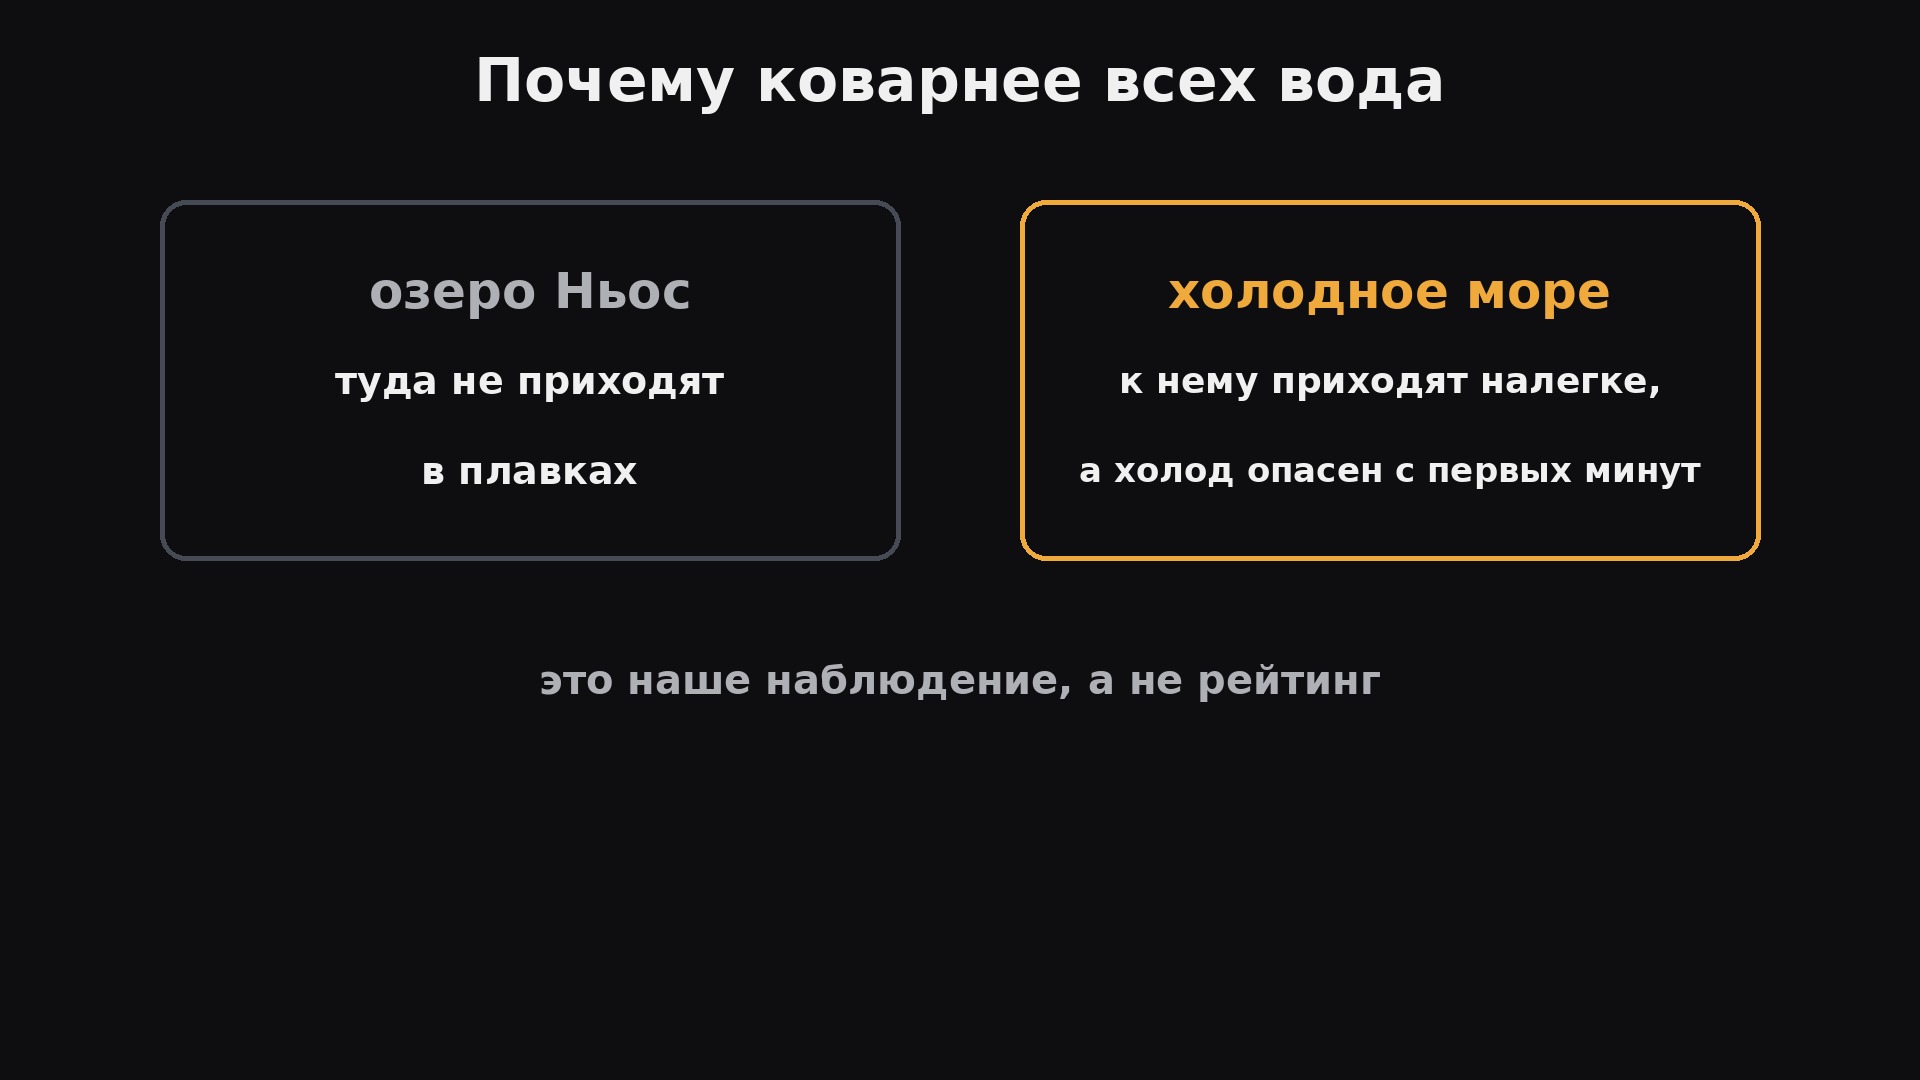 Почему коварнее всех вода
озеро Ньос
туда не приходят
в плавках
холодное море
к нему приходят налегке,
а холод опасен с первых минут
это наше наблюдение, а не рейтинг